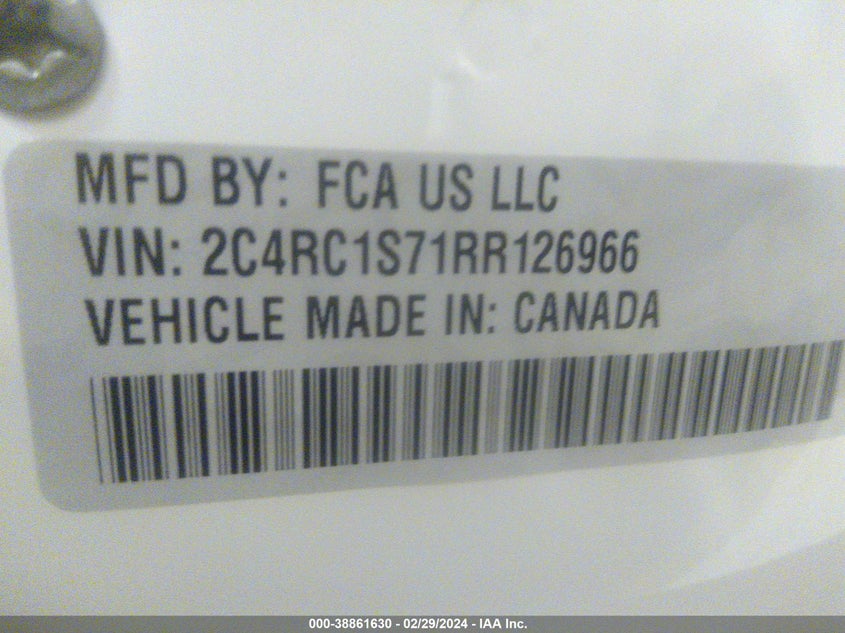 MFD BY: FCA US LLC
VIN: 2C4RC1S71RR126966
VEHICLE MADE IN: CANADA
000-38861630 - 02/29/2024 - IAA Inc.